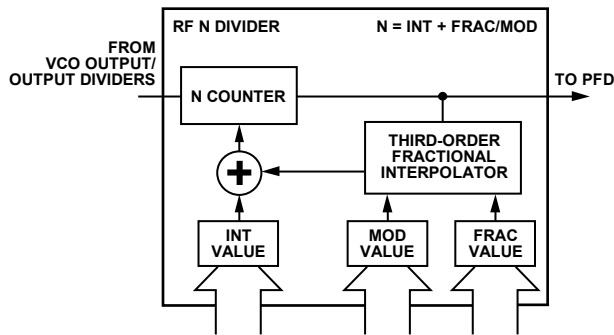 RF N DIVIDER
N = INT + FRAC/MOD
FROM
VCO OUTPUT/
OUTPUT DIVIDERS
TO PFD
N COUNTER
THIRD-ORDER
FRACTIONAL
INTERPOLATOR
+
INT
VALUE
MOD
VALUE
FRAC
VALUE